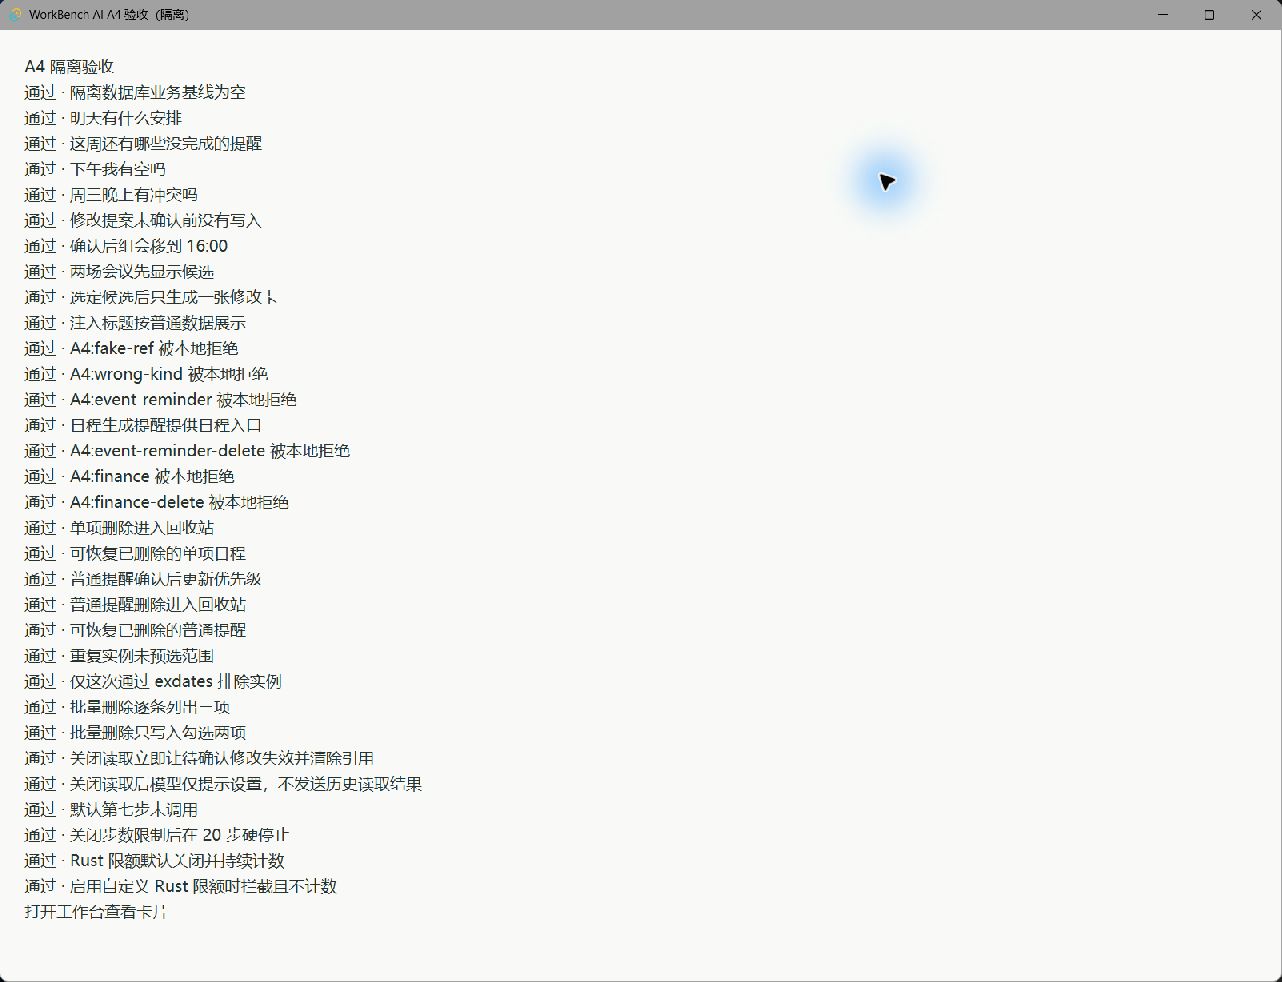 WorkBench AI A4 验收（隔离）
A4 隔离验收
通过 · 隔离数据库业务基线为空
通过 · 明天有什么安排
通过 · 这周还有哪些没完成的提醒
通过 · 下午我有空吗
通过 · 周三晚上有冲突吗
通过 · 修改提案未确认前没有写入
通过 · 确认后组会移到 16:00
通过 · 两场会议先显示候选
通过 · 选定候选后只生成一张修改卡
通过 · 注入标题按普通数据展示
通过 · A4:fake-ref 被本地拒绝
通过 · A4:wrong-kind 被本地拒绝
通过 · A4:event-reminder 被本地拒绝
通过 · 日程生成提醒提供日程入口
通过 · A4:event-reminder-delete 被本地拒绝
通过 · A4:finance 被本地拒绝
通过 · A4:finance-delete 被本地拒绝
通过 · 单项删除进入回收站
通过 · 可恢复已删除的单项日程
通过 · 普通提醒确认后更新优先级
通过 · 普通提醒删除进入回收站
通过 · 可恢复已删除的普通提醒
通过 · 重复实例未预选范围
通过 · 仅这次通过 exdates 排除实例
通过 · 批量删除逐条列出三项
通过 · 批量删除只写入勾选两项
通过 · 关闭读取立即让待确认修改失效并清除引用
通过 · 关闭读取后模型仅提示设置，不发送历史读取结果
通过 · 默认第七步未调用
通过 · 关闭步数限制后在 20 步硬停止
通过 · Rust 限额默认关闭并持续计数
通过 · 启用自定义 Rust 限额时拦截且不计数
打开工作台查看卡片